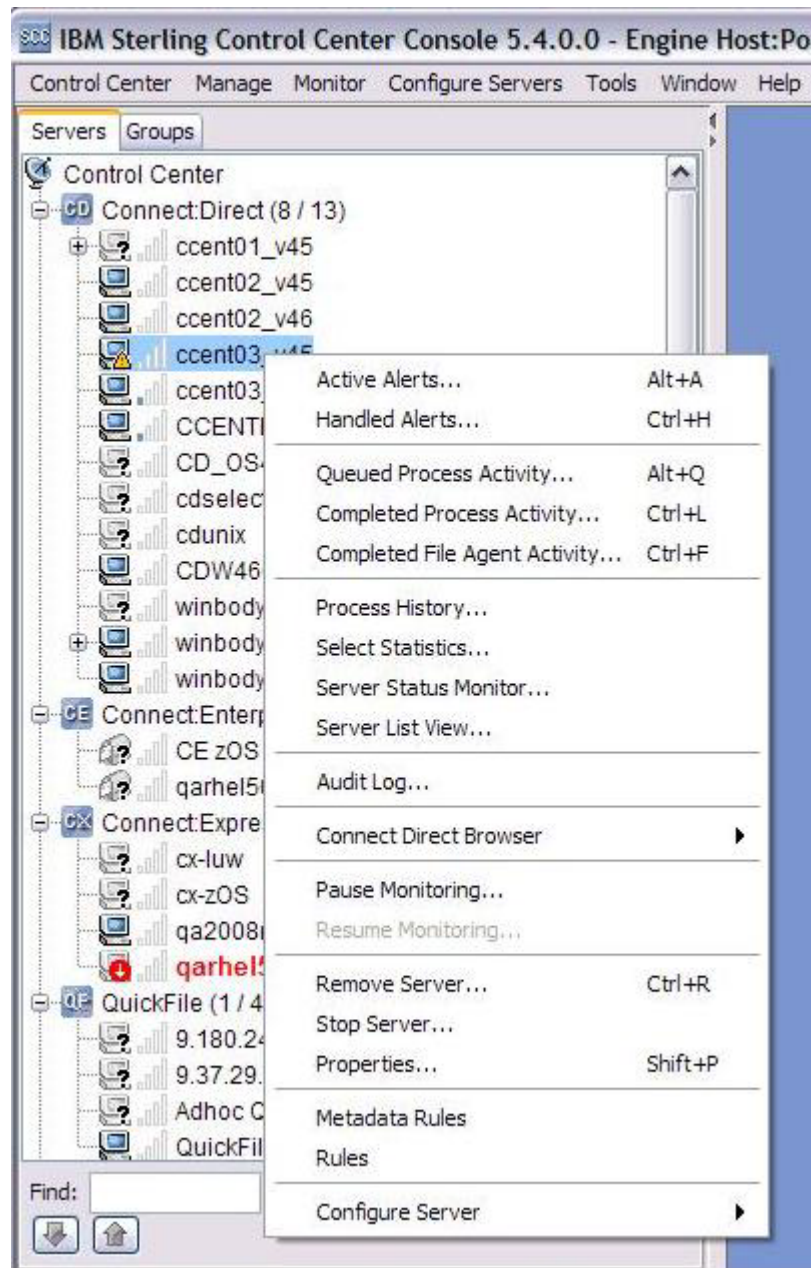 SCC IBM Sterling Control Center Console 5.4.0.0 - Engine Host:Po
Control Center Manage Monitor Configure Servers Tools Window Help
Servers Groups
Control Center
CD Connect:Direct (8 / 13)
ccent01_v45
ccent02_v45
ccent02_v46
ccent03_v45
ccent03_
CCENT
CD_OS4
cdselec
cdunix
CDW46
winbody
winbody
winbody
CE Connect:Enterp
CE zOS
qarhel5
CX Connect:Expre
cx-luw
cx-zOS
qa2008
qarhel5
QF QuickFile (1 / 4
9.180.24
9.37.29.
Adhoc
QuickFil
Find:
Active Alerts... Alt+A
Handled Alerts... Ctrl+H
Queued Process Activity... Alt+Q
Completed Process Activity... Ctrl+L
Completed File Agent Activity... Ctrl+F
Process History...
Select Statistics...
Server Status Monitor...
Server List View...
Audit Log...
Connect Direct Browser
Pause Monitoring...
Resume Monitoring...
Remove Server... Ctrl+R
Stop Server...
Properties... Shift+P
Metadata Rules
Rules
Configure Server